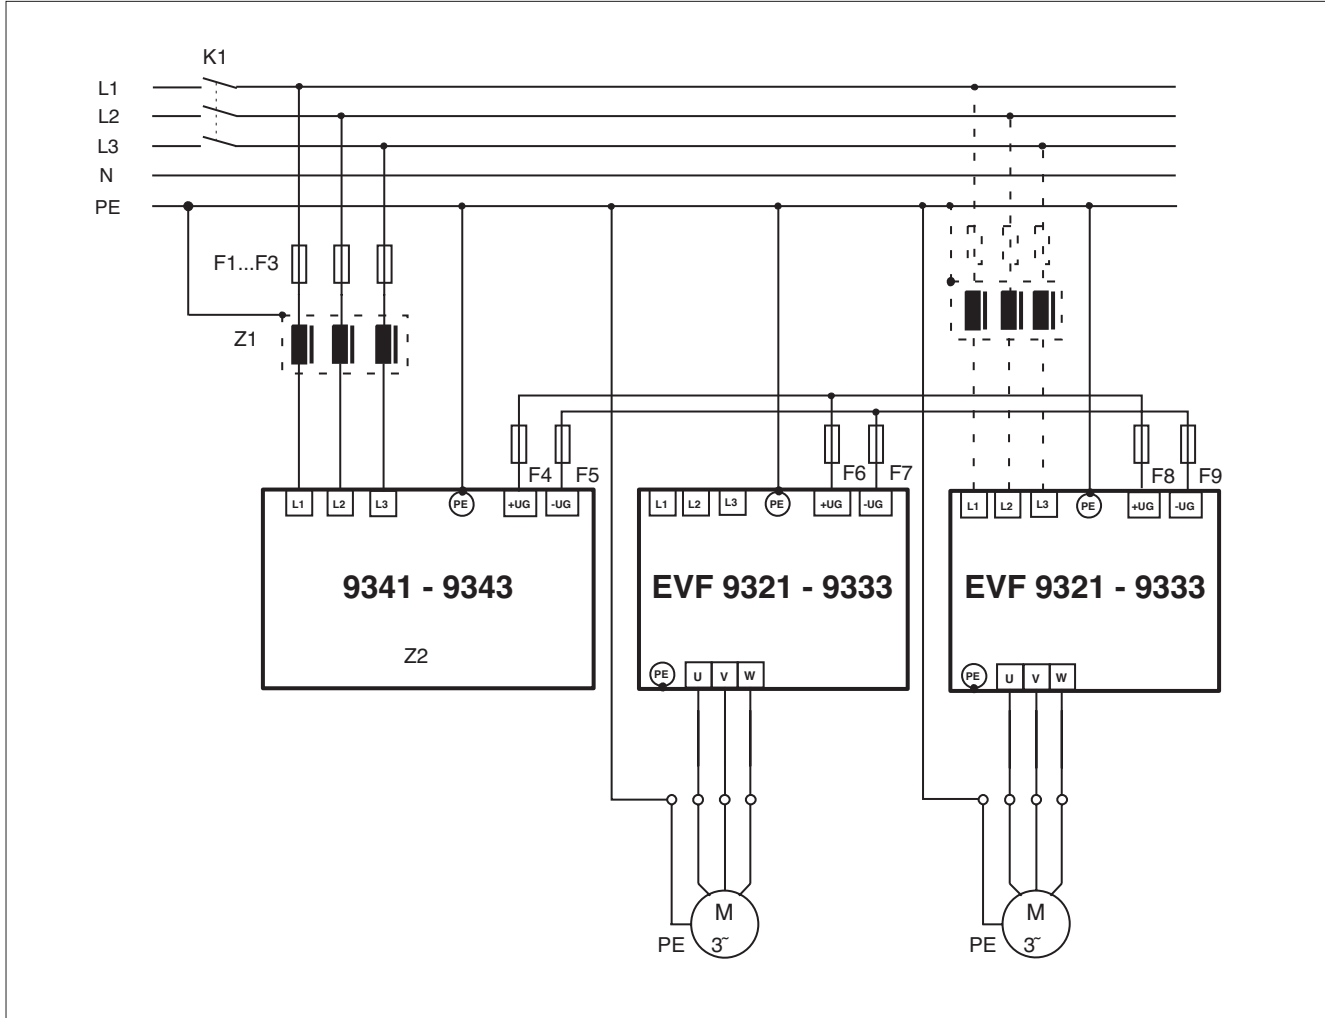 K1
L1
L2
L3
N
PE
F1...F3
Z1
F4 F5 F6 F7 F8 F9
L1 L2 L3 PE +UG -UG
L1 L2 L3 PE +UG -UG
L1 L2 L3 PE +UG -UG
9341 - 9343
Z2
EVF 9321 - 9333
EVF 9321 - 9333
PE U V W
PE U V W
M
3~
PE
M
3~
PE